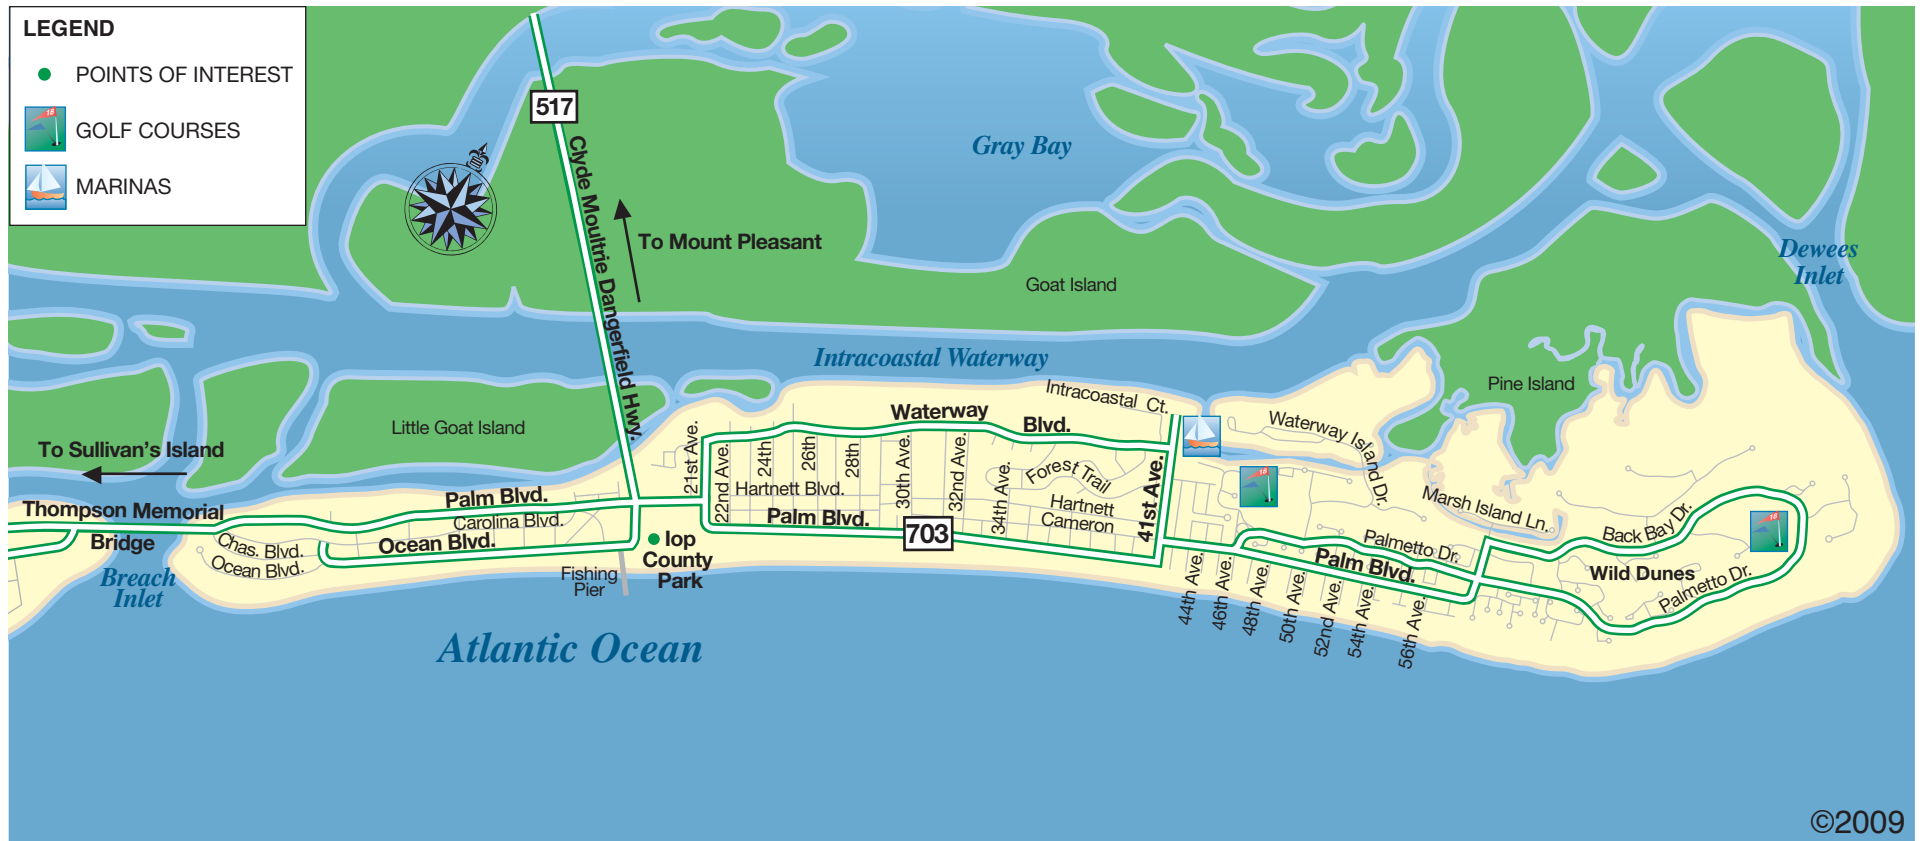 LEGEND
POINTS OF INTEREST
18
GOLF COURSES
MARINAS
517
Clyde Moultrie Dangerfield Hwy.
To Mount Pleasant
Gray Bay
Goat Island
Dewees
Inlet
Intracoastal Waterway
Pine Island
Little Goat Island
To Sullivan's Island
Thompson Memorial
Bridge
Breach
Inlet
Palm Blvd.
Carolina Blvd.
Ocean Blvd.
Chas. Blvd.
Ocean Blvd.
Fishing
Pier
Iop
County
Park
21st Ave.
22nd Ave.
24th
26th
28th
30th Ave.
32nd Ave.
34th Ave.
Hartnett Blvd.
Palm Blvd.
703
Waterway Blvd.
Intracoastal Ct.
Forest Trail
Hartnett
Cameron
41st Ave.
Waterway Island Dr.
18
Marsh Island Ln.
Palmetto Dr.
Palm Blvd.
44th Ave.
46th Ave.
48th Ave.
50th Ave.
52nd Ave.
54th Ave.
56th Ave.
Back Bay Dr.
18
Wild Dunes
Palmetto Dr.
Atlantic Ocean
©2009